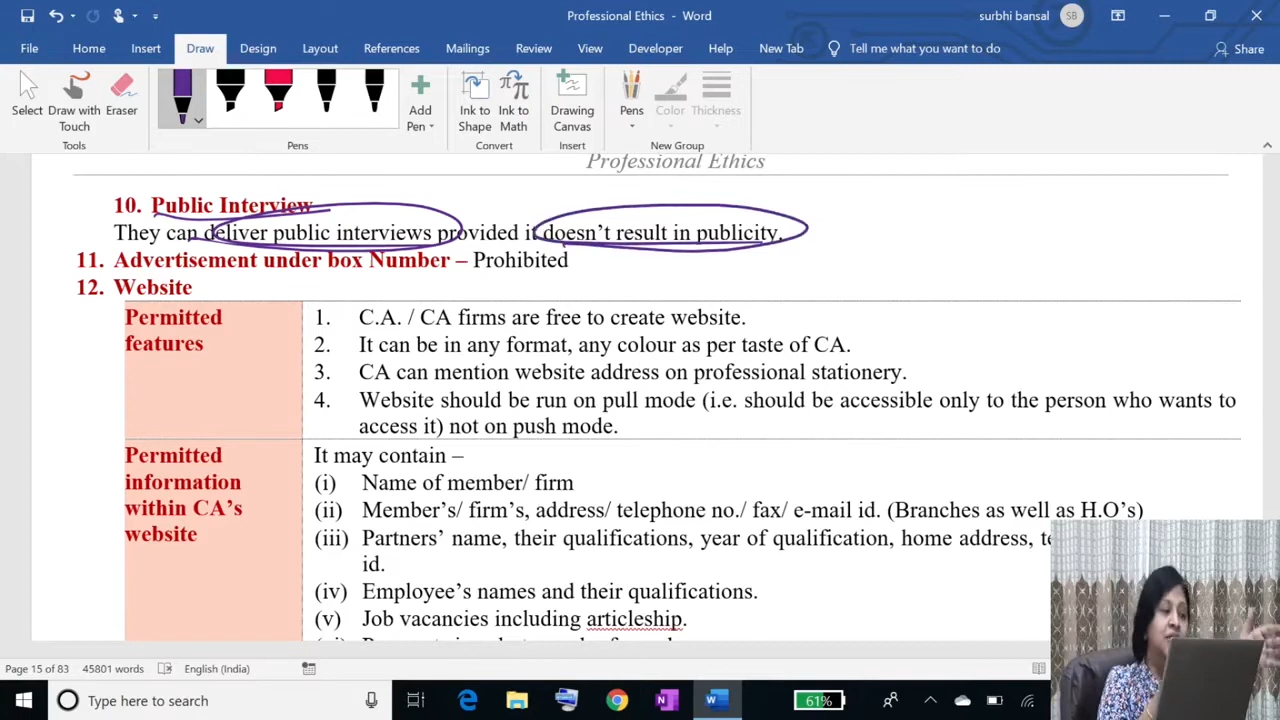 Professional Ethics - Word
surbhi bansal SB
File Home Insert Draw Design Layout References Mailings Review View Developer Help New Tab Tell me what you want to do Share
Select Draw with Touch Eraser
Add Pen
Ink to Shape Ink to Math
Drawing Canvas
Pens Color Thickness
Tools Pens Convert Insert New Group
Professional Ethics
10. Public Interview
They can deliver public interviews provided it doesn't result in publicity.
11. Advertisement under box Number – Prohibited
12. Website
Permitted features
1. C.A. / CA firms are free to create website.
2. It can be in any format, any colour as per taste of CA.
3. CA can mention website address on professional stationery.
4. Website should be run on pull mode (i.e. should be accessible only to the person who wants to
access it) not on push mode.
Permitted information within CA's website
It may contain –
(i) Name of member/ firm
(ii) Member's/ firm's, address/ telephone no./ fax/ e-mail id. (Branches as well as H.O's)
(iii) Partners' name, their qualifications, year of qualification, home address,
id.
(iv) Employee's names and their qualifications.
(v) Job vacancies including articleship.
Page 15 of 83 45801 words English (India)
Type here to search
61%